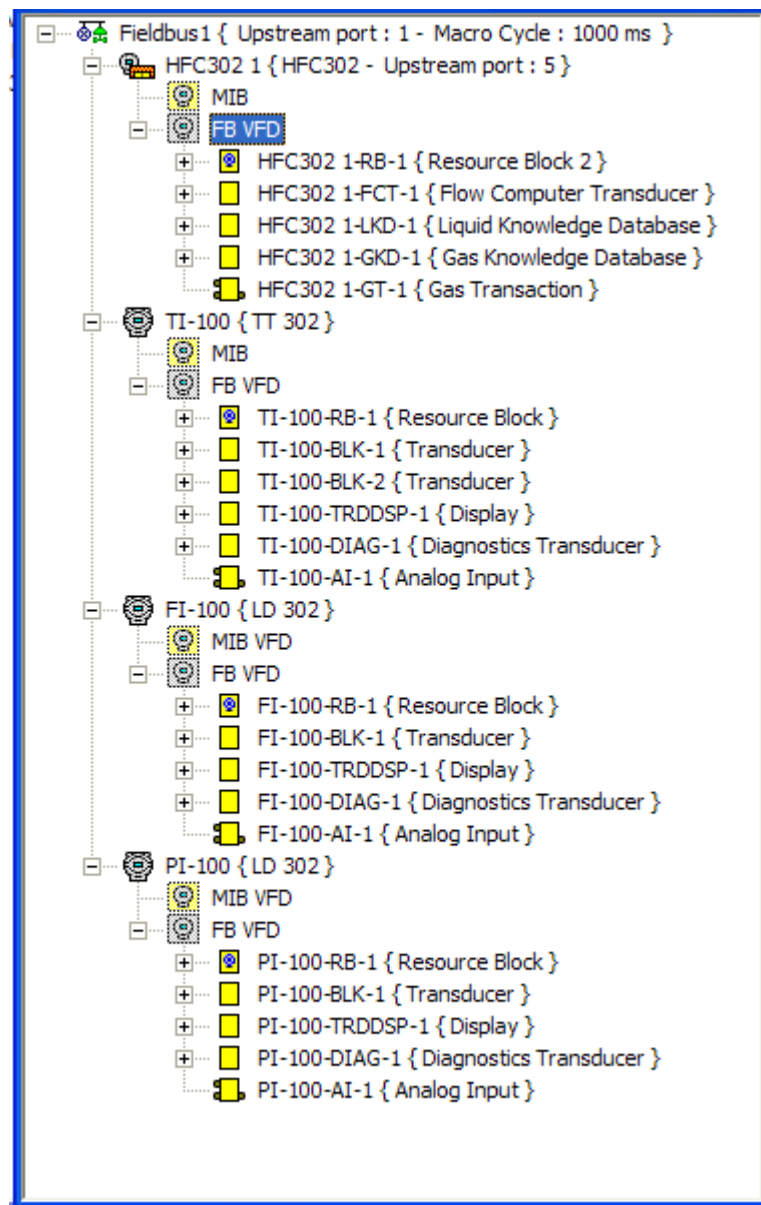 Fieldbus1 { Upstream port : 1 - Macro Cycle : 1000 ms }
HFC302 1 { HFC302 - Upstream port : 5 }
MIB
FB VFD
HFC302 1-RB-1 { Resource Block 2 }
HFC302 1-FCT-1 { Flow Computer Transducer }
HFC302 1-LKD-1 { Liquid Knowledge Database }
HFC302 1-GKD-1 { Gas Knowledge Database }
HFC302 1-GT-1 { Gas Transaction }
TI-100 { TT 302 }
MIB
FB VFD
TI-100-RB-1 { Resource Block }
TI-100-BLK-1 { Transducer }
TI-100-BLK-2 { Transducer }
TI-100-TRDDSP-1 { Display }
TI-100-DIAG-1 { Diagnostics Transducer }
TI-100-AI-1 { Analog Input }
FI-100 { LD 302 }
MIB VFD
FB VFD
FI-100-RB-1 { Resource Block }
FI-100-BLK-1 { Transducer }
FI-100-TRDDSP-1 { Display }
FI-100-DIAG-1 { Diagnostics Transducer }
FI-100-AI-1 { Analog Input }
PI-100 { LD 302 }
MIB VFD
FB VFD
PI-100-RB-1 { Resource Block }
PI-100-BLK-1 { Transducer }
PI-100-TRDDSP-1 { Display }
PI-100-DIAG-1 { Diagnostics Transducer }
PI-100-AI-1 { Analog Input }